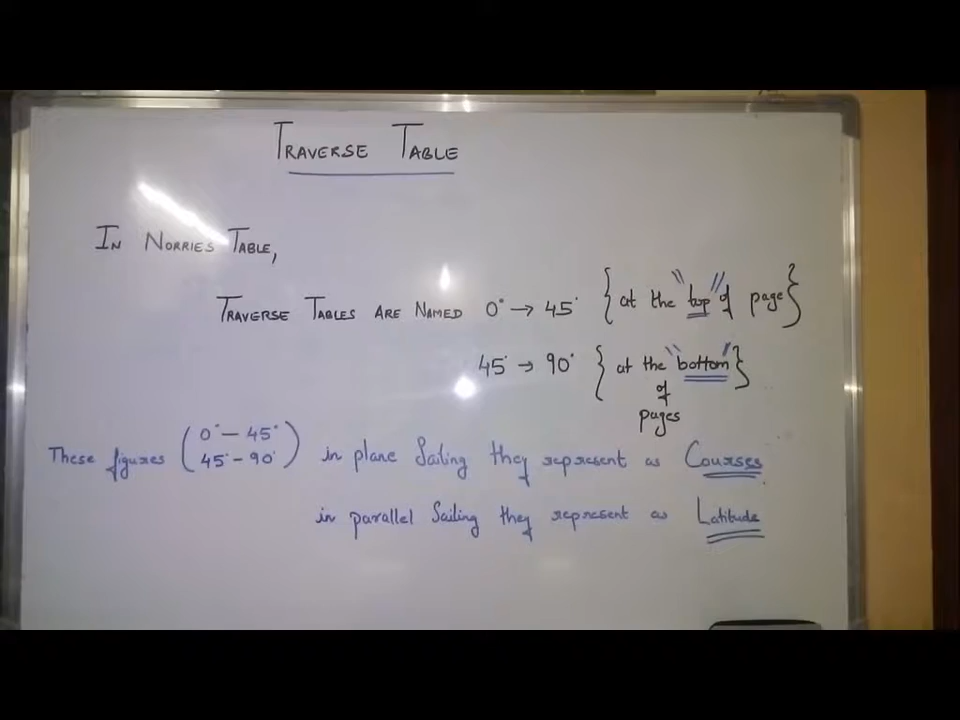 TRAVERSE TABLE
IN NORRIES TABLE,
TRAVERSE TABLES ARE NAMED 0° → 45° { at the "top" of page }
45° → 90° { at the "bottom" }
of
pages
These figures (0° - 45° 45° - 90°) in plane Sailing they represent as Courses
in parallel Sailing they represent as Latitude